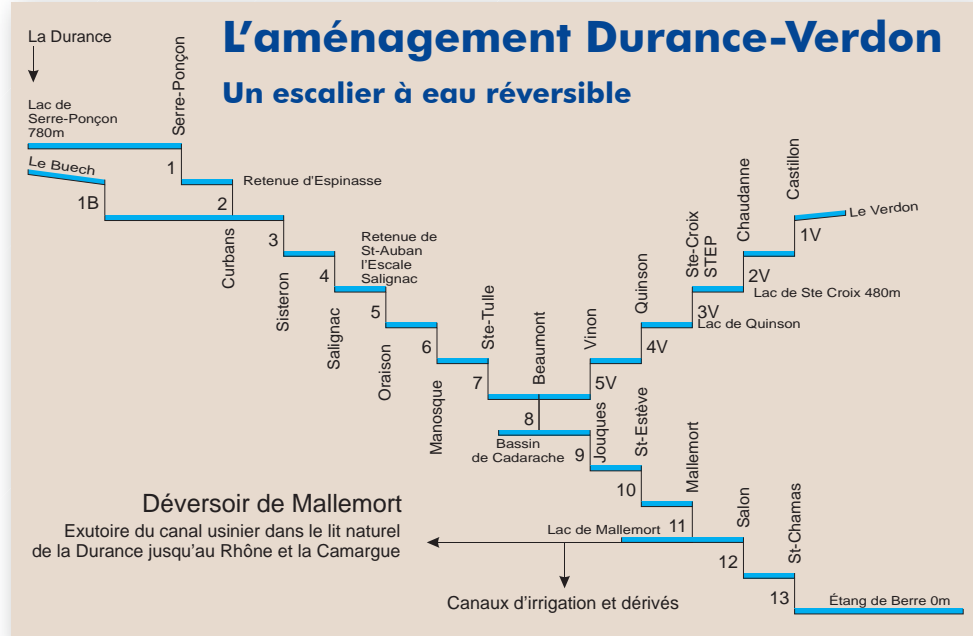 L'aménagement Durance-Verdon
Un escalier à eau réversible
La Durance
Lac de
Serre-Ponçon
780m
Serre-Ponçon
Le Buech
1
Retenue d'Espinasse
1B
2
Curbans
3
Sisteron
Retenue de
St-Auban
l'Escale
Salignac
4
Salignac
5
Oraison
6
Manosque
Ste-Tulle
7
Beaumont
8
Bassin
de Cadarache
Vinon
5V
Quinson
4V
Ste-Croix
STEP
3V
Lac de Quinson
Chaudanne
2V
Lac de Ste Croix 480m
Castillon
1V
Le Verdon
9
Jouques
St-Estève
10
Mallemort
11
Lac de Mallemort
Salon
12
St-Chamas
13
Étang de Berre 0m
Déversoir de Mallemort
Exutoire du canal usinier dans le lit naturel
de la Durance jusqu'au Rhône et la Camargue
Canaux d'irrigation et dérivés